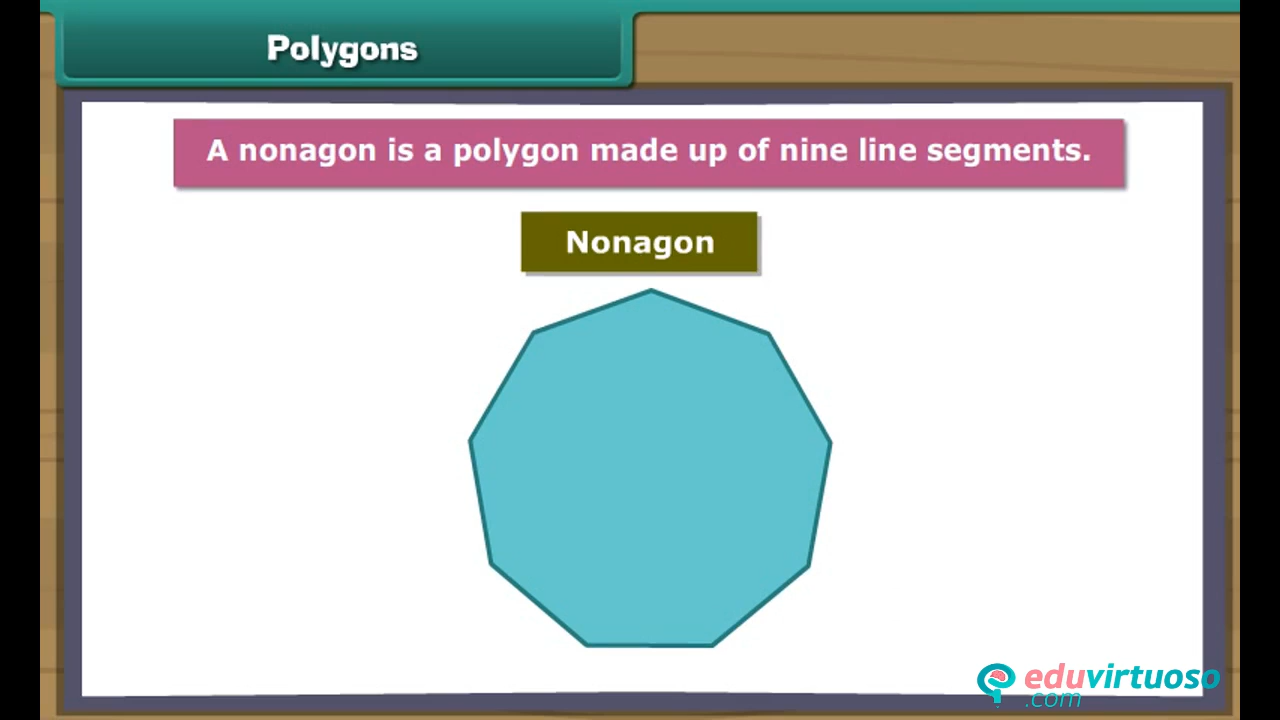 Polygons
A nonagon is a polygon made up of nine line segments.
Nonagon
eduvirtuoso
.com